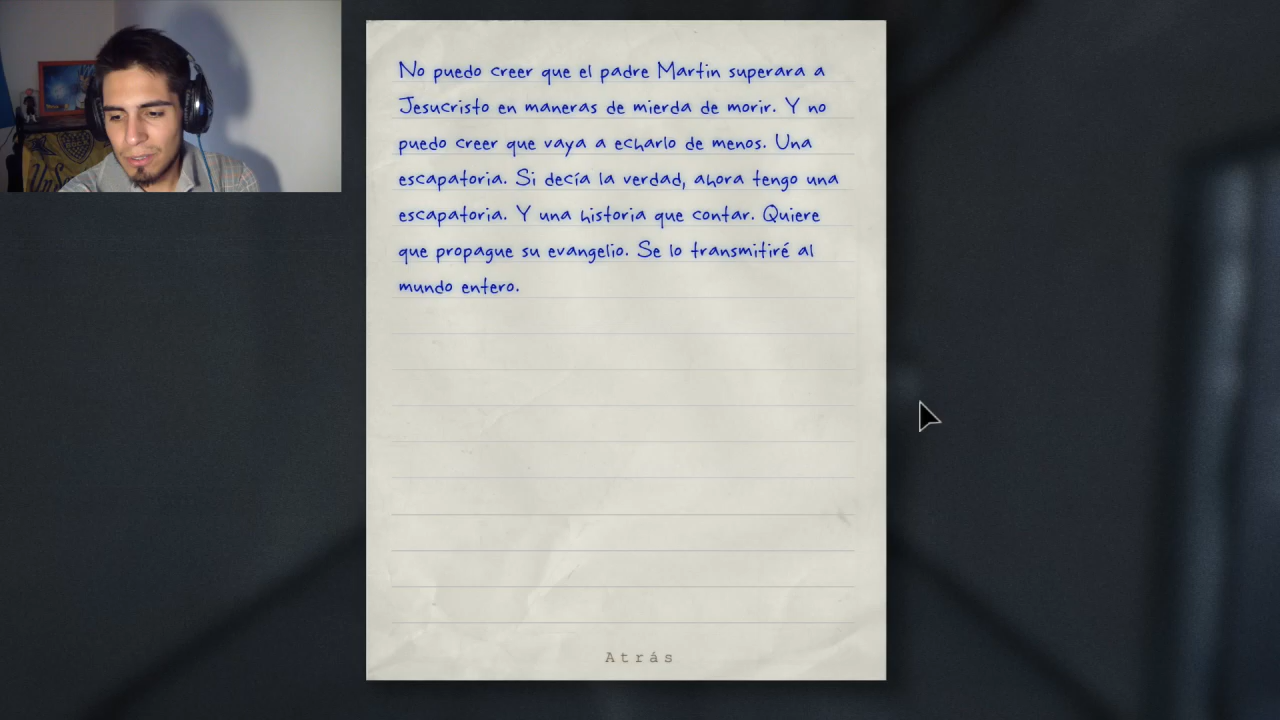 No puedo creer que el padre Martin superara a
Jesucristo en maneras de mierda de morir. Y no
puedo creer que vaya a echarlo de menos. Una
escapatoria. Si decía la verdad, ahora tengo una
escapatoria. Y una historia que contar. Quiere
que propague su evangelio. Se lo transmitiré al
mundo entero.
Atrás